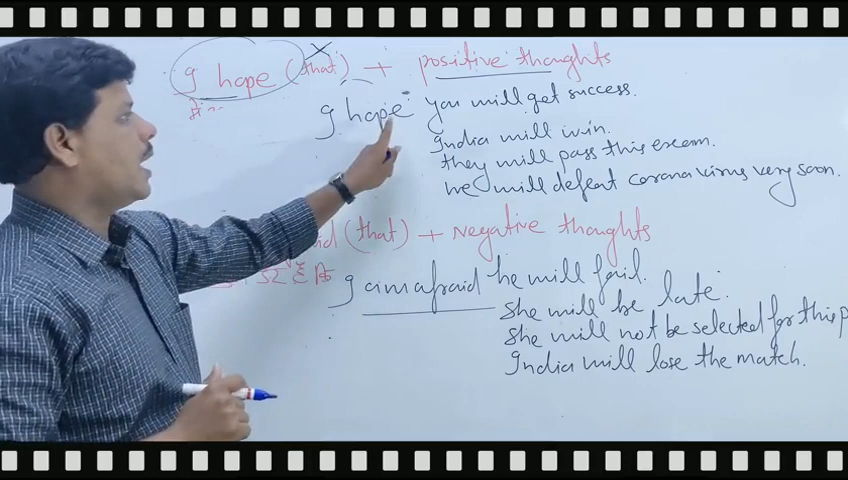 I hope (that) + positive thoughts
I hope you will get success.
India will win.
they will pass this exam.
we will defeat corona virus very soon.
(that) + Negative thoughts
I am afraid he will fail.
She will be late.
She will not be selected for this
India will lose the match.